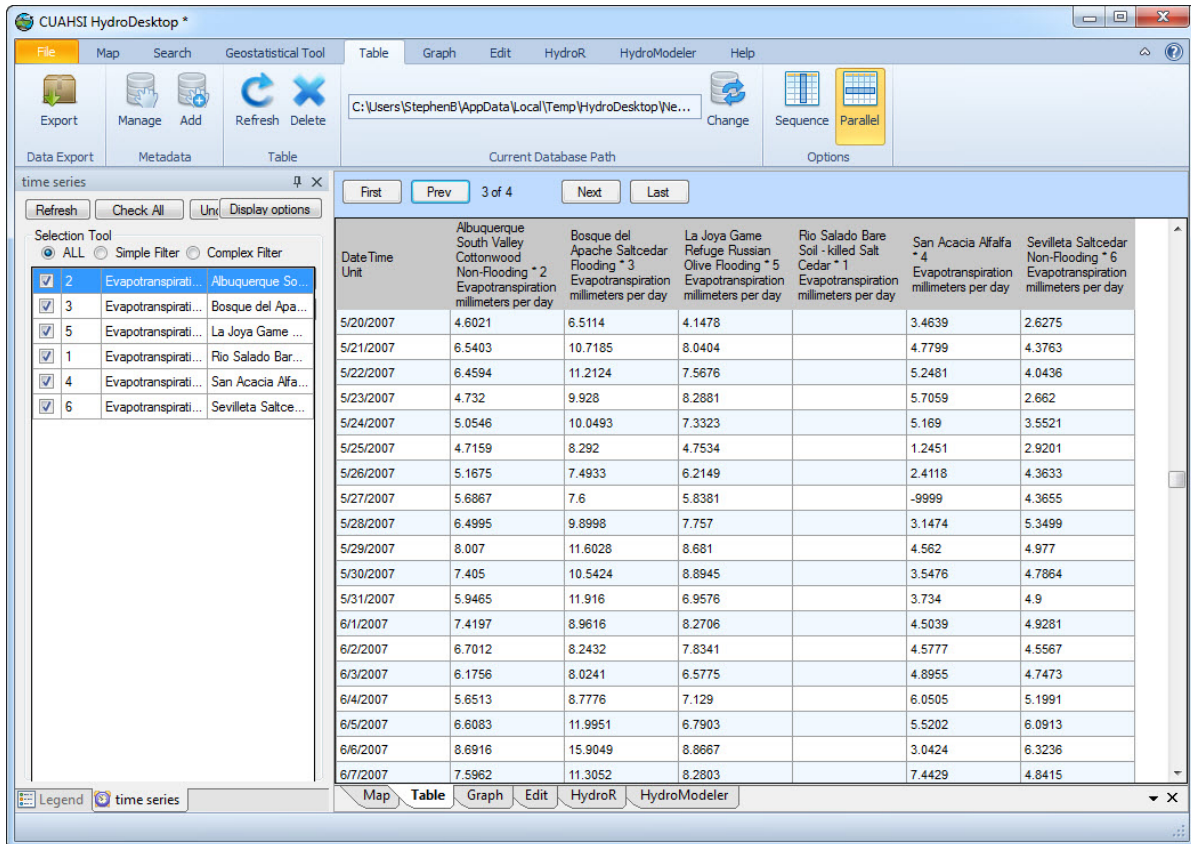 CUAHSI HydroDesktop *
File Map Search Geostatistical Tool Table Graph Edit HydroR HydroModeler Help
Export Manage Add Refresh Delete C:\Users\StephenB\AppData\Local\Temp\HydroDesktop\Ne... Change Sequence Parallel
Data Export Metadata Table Current Database Path Options
time series
Refresh Check All Unc Display options
Selection Tool
ALL Simple Filter Complex Filter
2 Evapotranspirati... Albuquerque So...
3 Evapotranspirati... Bosque del Apa...
5 Evapotranspirati... La Joya Game ...
1 Evapotranspirati... Rio Salado Bar...
4 Evapotranspirati... San Acacia Alfa...
6 Evapotranspirati... Sevilleta Saltce...
Legend time series
First Prev 3 of 4 Next Last
DateTime
Unit
Albuquerque
South Valley
Cottonwood
Non-Flooding * 2
Evapotranspiration
millimeters per day
Bosque del
Apache Saltcedar
Flooding * 3
Evapotranspiration
millimeters per day
La Joya Game
Refuge Russian
Olive Flooding * 5
Evapotranspiration
millimeters per day
Rio Salado Bare
Soil - killed Salt
Cedar * 1
Evapotranspiration
millimeters per day
San Acacia Alfalfa
* 4
Evapotranspiration
millimeters per day
Sevilleta Saltcedar
Non-Flooding * 6
Evapotranspiration
millimeters per day
5/20/2007 4.6021 6.5114 4.1478 3.4639 2.6275
5/21/2007 6.5403 10.7185 8.0404 4.7799 4.3763
5/22/2007 6.4594 11.2124 7.5676 5.2481 4.0436
5/23/2007 4.732 9.928 8.2881 5.7059 2.662
5/24/2007 5.0546 10.0493 7.3323 5.169 3.5521
5/25/2007 4.7159 8.292 4.7534 1.2451 2.9201
5/26/2007 5.1675 7.4933 6.2149 2.4118 4.3633
5/27/2007 5.6867 7.6 5.8381 -9999 4.3655
5/28/2007 6.4995 9.8998 7.757 3.1474 5.3499
5/29/2007 8.007 11.6028 8.681 4.562 4.977
5/30/2007 7.405 10.5424 8.8945 3.5476 4.7864
5/31/2007 5.9465 11.916 6.9576 3.734 4.9
6/1/2007 7.4197 8.9616 8.2706 4.5039 4.9281
6/2/2007 6.7012 8.2432 7.8341 4.5777 4.5567
6/3/2007 6.1756 8.0241 6.5775 4.8955 4.7473
6/4/2007 5.6513 8.7776 7.129 6.0505 5.1991
6/5/2007 6.6083 11.9951 6.7903 5.5202 6.0913
6/6/2007 8.6916 15.9049 8.8667 3.0424 6.3236
6/7/2007 7.5962 11.3052 8.2803 7.4429 4.8415
Map Table Graph Edit HydroR HydroModeler